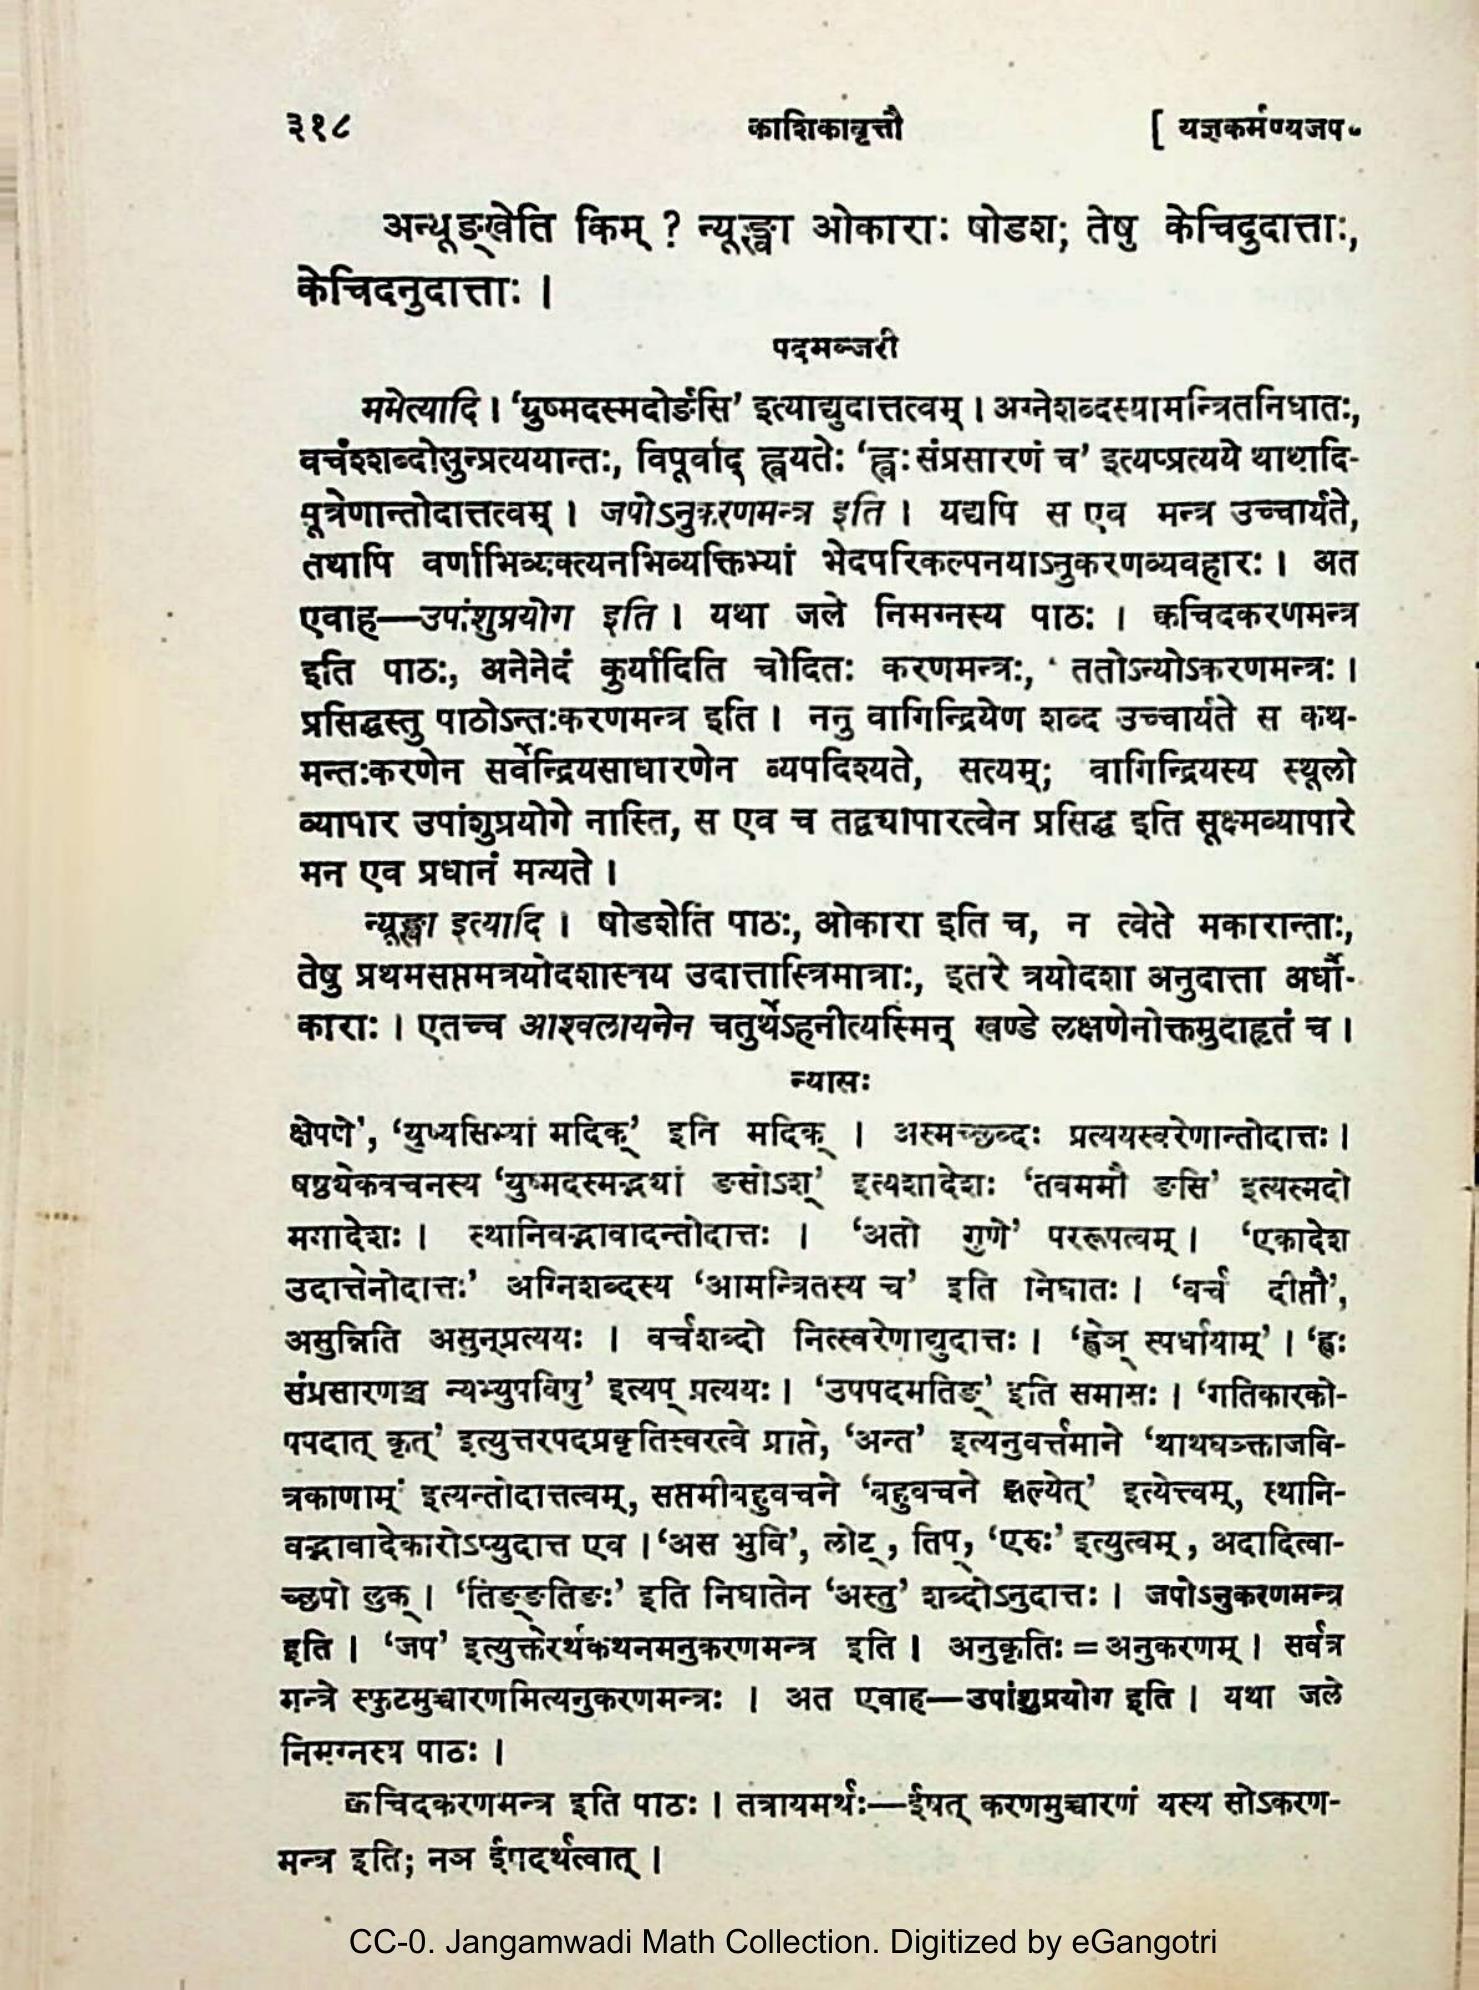 ३१८ काशिकावृत्तौ [ यज्ञकर्मण्यजप॰
अन्यूङ्खेति किम् ? न्यूङ्खा ओकाराः षोडश; तेषु केचिदुदात्ताः,
केचिदनुदात्ताः ।
पदमञ्जरी
ममेत्यादि । ‘युष्मदस्मदोर्ङसि’ इत्याद्युदात्तत्वम् । अग्नेशब्दस्यामन्त्रितनिघातः,
वर्चश्शब्दोसुन्प्रत्ययान्तः, विपूर्वाद् ह्वयतेः ‘ह्वः संप्रसारणं च’ इत्यप्प्रत्यये थाथादि-
सूत्रेणान्तोदात्तत्वम् । जपोऽनुकरणमन्त्र इति । यद्यपि स एव मन्त्र उच्चार्यते,
तथापि वर्णाभिव्यक्त्यनभिव्यक्तिभ्यां भेदपरिकल्पनयाऽनुकरणव्यवहारः । अत
एवाह—उपांशुप्रयोग इति । यथा जले निमग्नस्य पाठः । क्वचिदकरणमन्त्र
इति पाठः, अनेनेदं कुर्यादिति चोदितः करणमन्त्रः, ततोऽन्योऽकरणमन्त्रः ।
प्रसिद्धस्तु पाठोऽन्तःकरणमन्त्र इति । ननु वागिन्द्रियेण शब्द उच्चार्यते स कथ-
मन्तःकरणेन सर्वेन्द्रियसाधारणेन व्यपदिश्यते, सत्यम्; वागिन्द्रियस्य स्थूलो
व्यापार उपांशुप्रयोगे नास्ति, स एव च तद्व्यापारत्वेन प्रसिद्ध इति सूक्ष्मव्यापारे
मन एव प्रधानं मन्यते ।
न्यूङ्खा इत्यादि । षोडशेति पाठः, ओकारा इति च, न त्वेते मकारान्ताः,
तेषु प्रथमसप्तमत्रयोदशास्त्रय उदात्तास्त्रिमात्राः, इतरे त्रयोदशा अनुदात्ता अर्धौ-
काराः । एतच्च आश्वलायनेन चतुर्थेऽहनीत्यस्मिन् खण्डे लक्षणेनोक्तमुदाहृतं च ।
न्यासः
क्षेपणे’, ‘युष्यसिभ्यां मदिक्’ इनि मदिक् । अस्मच्छब्दः प्रत्ययस्वरेणान्तोदात्तः ।
षष्ठ्येकवचनस्य ‘युष्मदस्मद्भ्यां ङसोऽश्’ इत्यशादेशः ‘तवममौ ङसि’ इत्यत्मदो
ममादेशः । स्थानिवद्भावादन्तोदात्तः । ‘अतो गुणे’ पररूपत्वम् । ‘एकादेश
उदात्तेनोदात्तः’ अग्निशब्दस्य ‘आमन्त्रितस्य च’ इति निघातः । ‘वर्च दीप्तौ’,
असुन्निति असुन्प्रत्ययः । वर्चशब्दो नित्स्वरेणाद्युदात्तः । ‘ह्वेञ् स्पर्धायाम्’ । ‘ह्वः
संप्रसारणञ्च न्यभ्युपविषु’ इत्यप् प्रत्ययः । ‘उपपदमतिङ्’ इति समासः । ‘गतिकारको-
पपदात् कृत्’ इत्युत्तरपदप्रकृतिस्वरत्वे प्राप्ते, ‘अन्त’ इत्यनुवर्त्तमाने ‘थाथघञ्क्ताजबि-
त्रकाणाम्’ इत्यन्तोदात्तत्वम्, सप्तमीबहुवचने ‘बहुवचने झल्येत्’ इत्येत्त्वम्, स्थानि-
वद्भावादेकारोऽप्युदात्त एव । ‘अस भुवि’, लोट्, तिप्, ‘एरुः’ इत्युत्वम्, अदादित्वा-
च्छपो लुक् । ‘तिङ्ङतिङः’ इति निघातेन ‘अस्तु’ शब्दोऽनुदात्तः । जपोऽनुकरणमन्त्र
इति । ‘जप’ इत्युक्तेरर्थकथनमनुकरणमन्त्र इति । अनुकृतिः = अनुकरणम् । सर्वत्र
मन्त्रे स्फुटमुच्चारणमित्यनुकरणमन्त्रः । अत एवाह—उपांशुप्रयोग इति । यथा जले
निमग्नस्य पाठः ।
क्वचिदकरणमन्त्र इति पाठः । तत्रायमर्थः—ईषत् करणमुच्चारणं यस्य सोऽकरण-
मन्त्र इति; नञ ईषदर्थत्वात् ।
CC-0. Jangamwadi Math Collection. Digitized by eGangotri